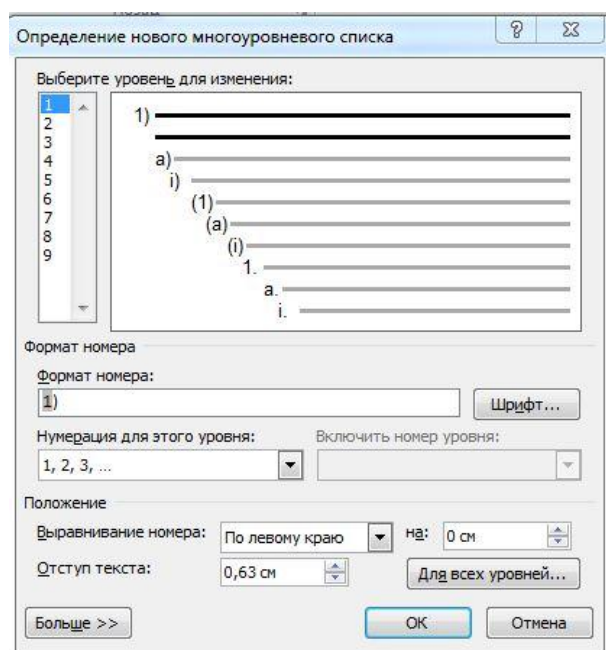 Определение нового многоуровневого списка
Выберите уровень для изменения:
1
2
3
4
5
6
7
8
9
1)
a)
i)
(1)
(a)
(i)
1.
a.
i.
Формат номера
Формат номера:
1)
Шрифт...
Нумерация для этого уровня: Включить номер уровня:
1, 2, 3, ...
Положение
Выравнивание номера: По левому краю на: 0 см
Отступ текста: 0,63 см Для всех уровней...
Больше >> ОК Отмена